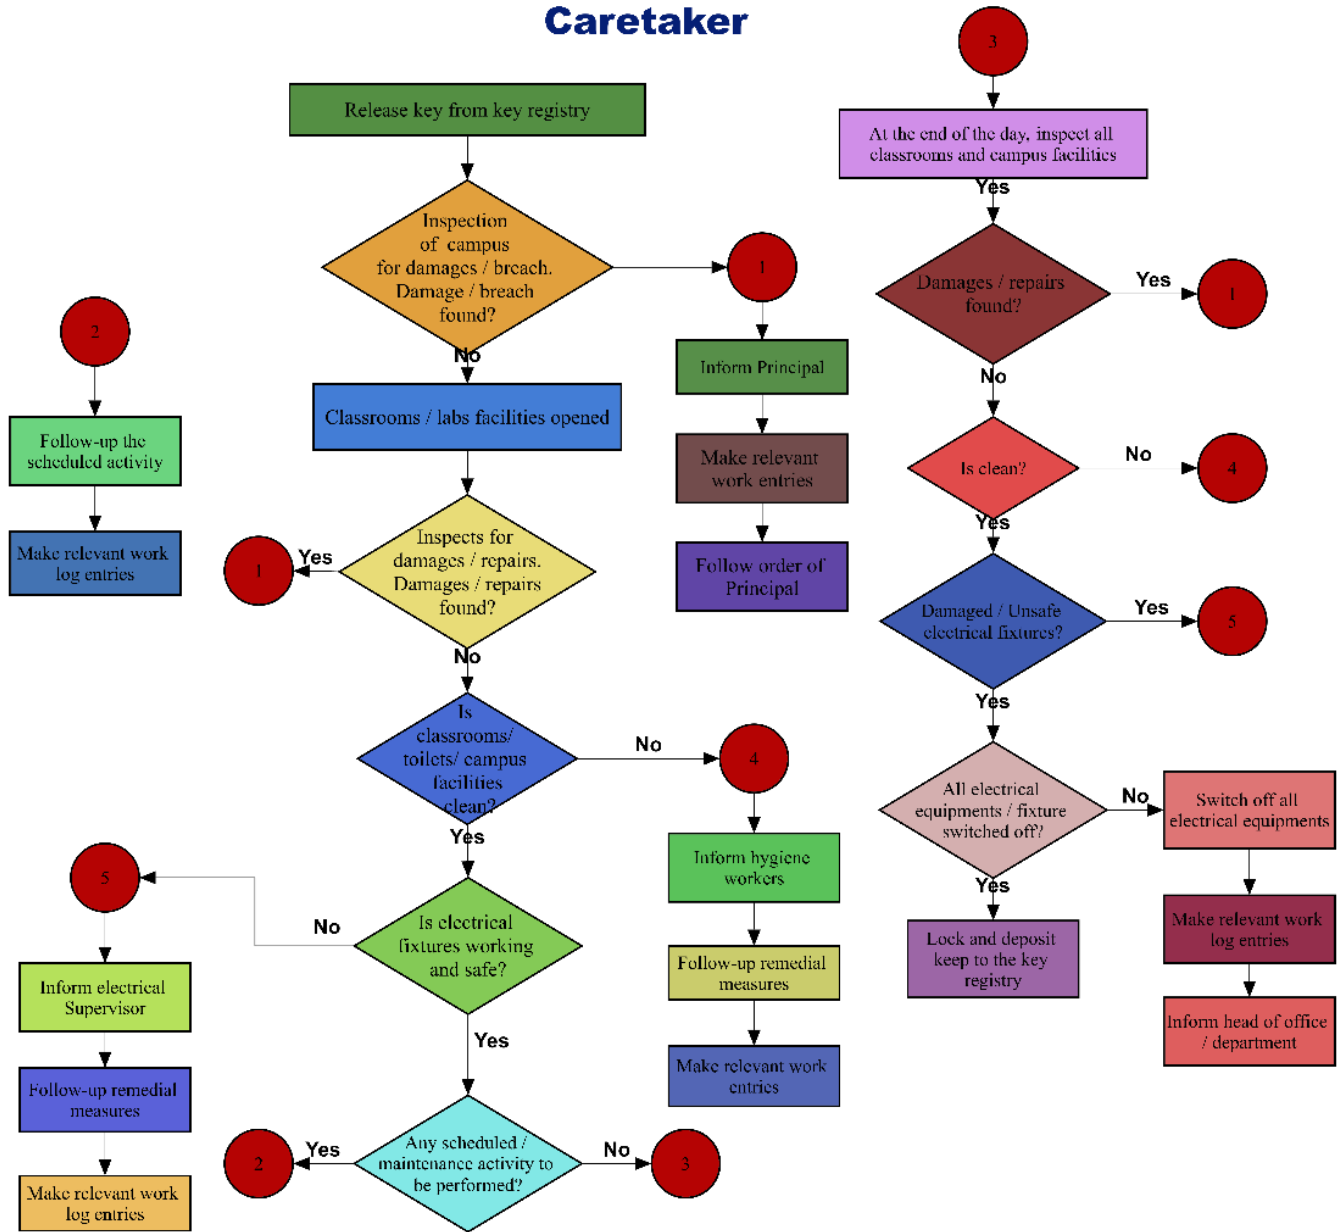 Caretaker
Release key from key registry
Inspection
of campus
for damages / breach.
Damage / breach
found?
1
Inform Principal
Make relevant
work entries
Follow order of
Principal
No
Classrooms / labs facilities opened
Inspects for
damages / repairs.
Damages / repairs
found?
Yes
1
No
Is
classrooms/
toilets/ campus
facilities
clean?
No
4
Inform hygiene
workers
Follow-up remedial
measures
Make relevant work
entries
Yes
Is electrical
fixtures working
and safe?
No
5
Inform electrical
Supervisor
Follow-up remedial
measures
Make relevant work
log entries
Yes
Any scheduled /
maintenance activity to
be performed?
Yes
2
No
3
2
Follow-up the
scheduled activity
Make relevant work
log entries
3
At the end of the day, inspect all
classrooms and campus facilities
Yes
Damages / repairs
found?
Yes
1
No
Is clean?
No
4
Yes
Damaged / Unsafe
electrical fixtures?
Yes
5
Yes
All electrical
equipments / fixture
switched off?
No
Switch off all
electrical equipments
Make relevant work
log entries
Inform head of office
/ department
Yes
Lock and deposit
keep to the key
registry